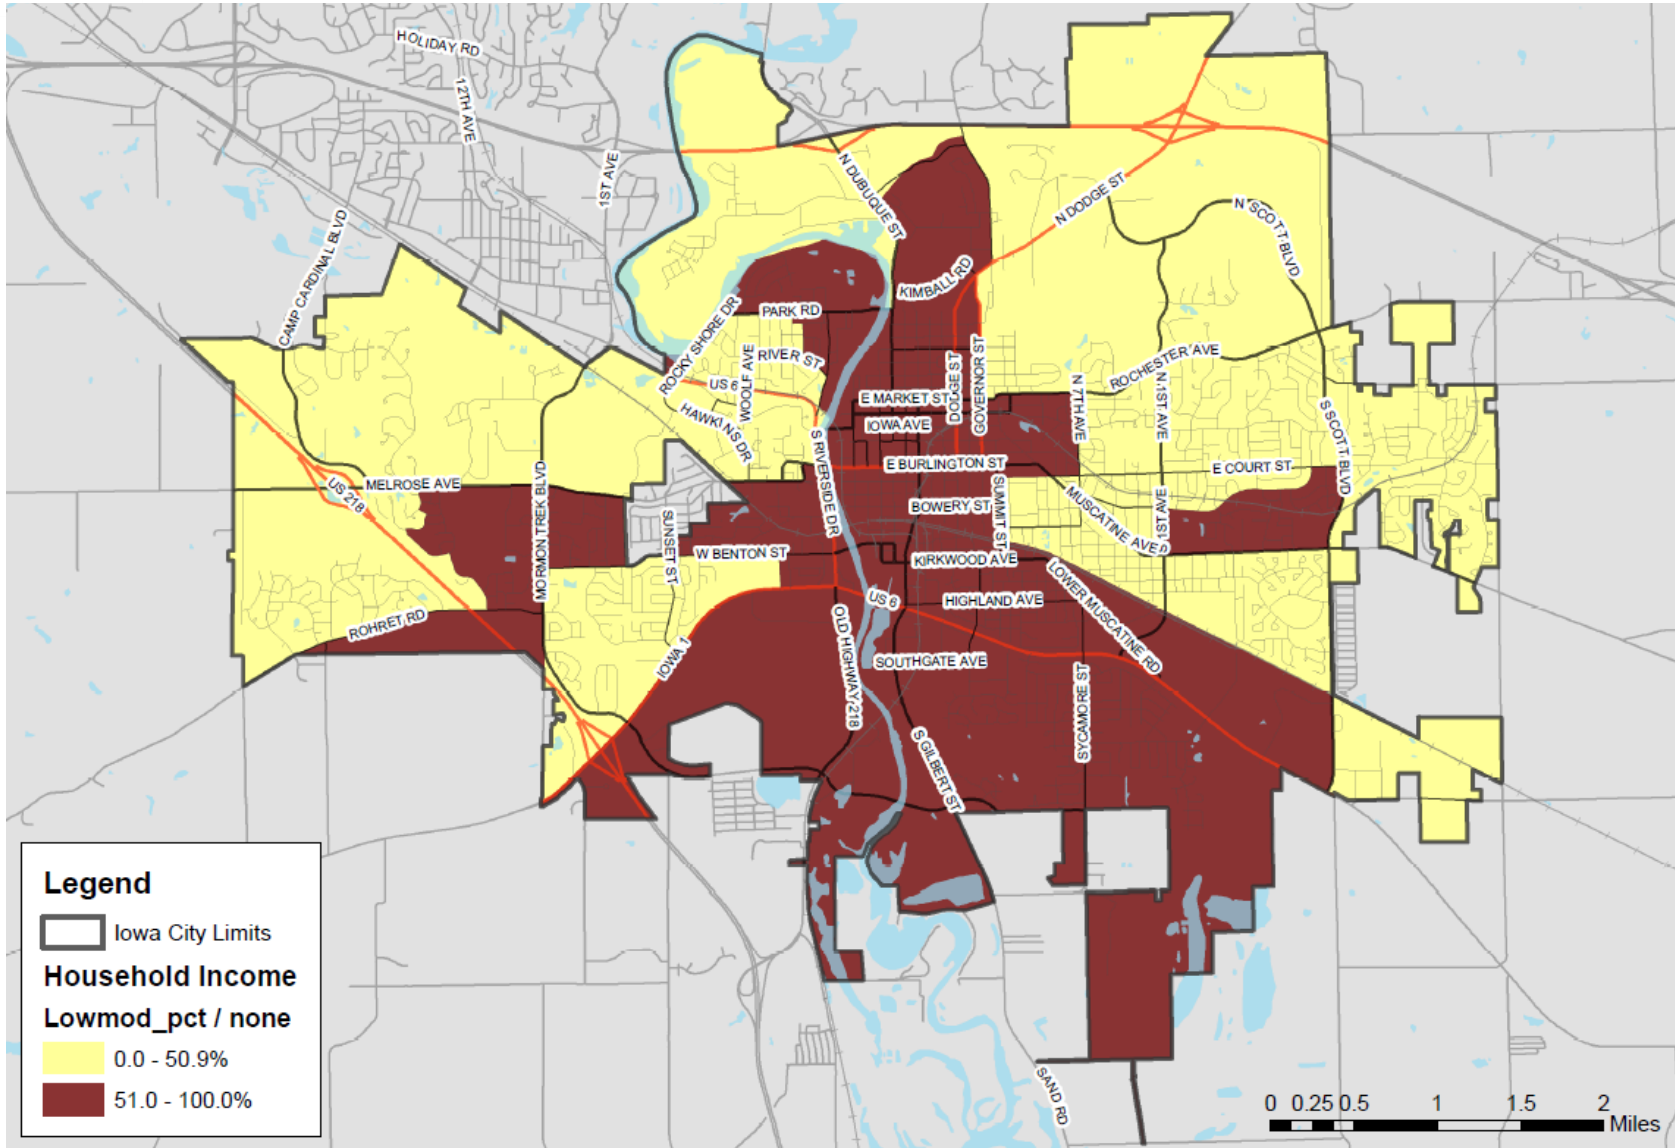 HOLIDAY RD
12TH AVE
1ST AVE
CAMP CARDINAL BLVD
N DUBUQUE ST
N DODGE ST
N SCOTT BLVD
KIMBALL RD
PARK RD
ROCKY SHORE DR
RIVER ST
WOOLF AVE
US 6
HAWKINS DR
DODGE ST
GOVERNOR ST
ROCHESTER AVE
N 7TH AVE
N 1ST AVE
E MARKET ST
IOWA AVE
S RIVERSIDE DR
E BURLINGTON ST
E COURT ST
S SCOTT BLVD
MELROSE AVE
US 218
MORMON TREK BLVD
SUNSET ST
BOWERY ST
SUMMIT ST
MUSCATINE AVE
S 1ST AVE
W BENTON ST
KIRKWOOD AVE
LOWER MUSCATINE RD
US 6
HIGHLAND AVE
ROHRET RD
IOWA 1
OLD HIGHWAY 218
SOUTHGATE AVE
SYCAMORE ST
S GILBERT ST
SAND RD
Legend
Iowa City Limits
Household Income
Lowmod_pct / none
0.0 - 50.9%
51.0 - 100.0%
0 0.25 0.5 1 1.5 2
Miles